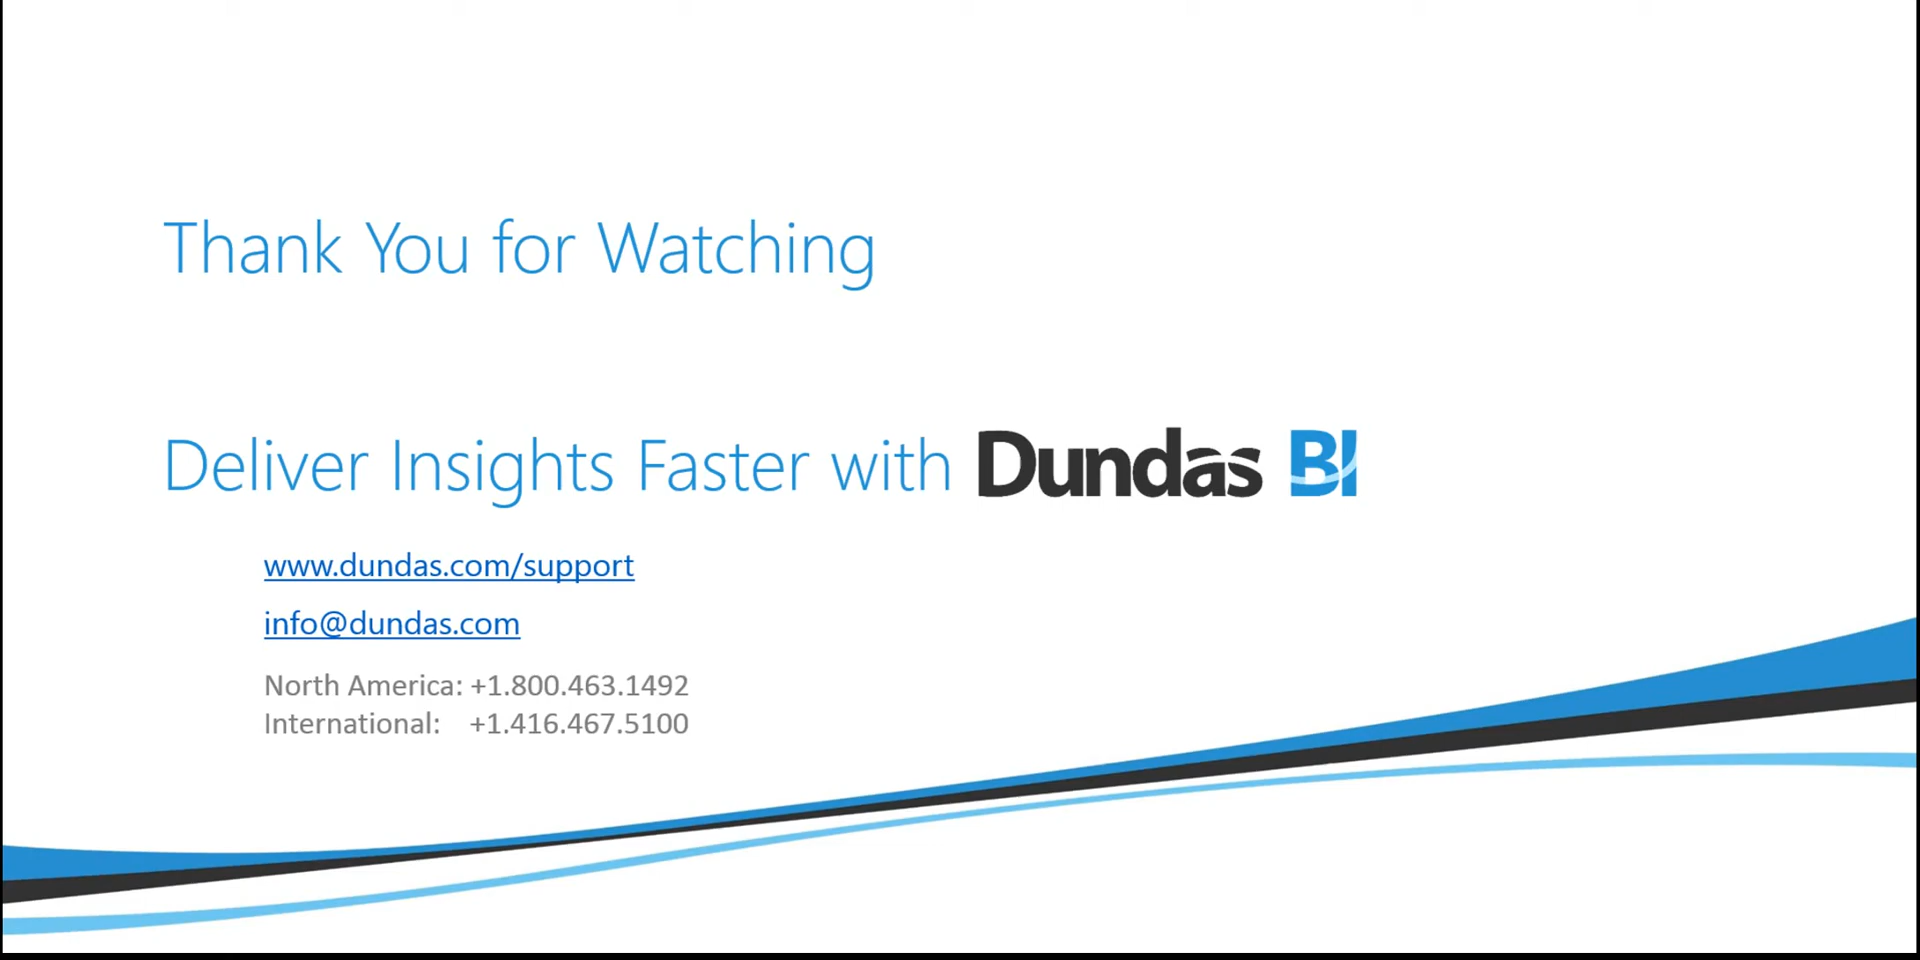 Thank You for Watching
Deliver Insights Faster with Dundas BI
www.dundas.com/support
info@dundas.com
North America: +1.800.463.1492
International: +1.416.467.5100